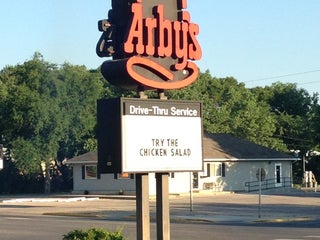 Arby's
Drive-Thru Service
TRY THE
CHICKEN SALAD